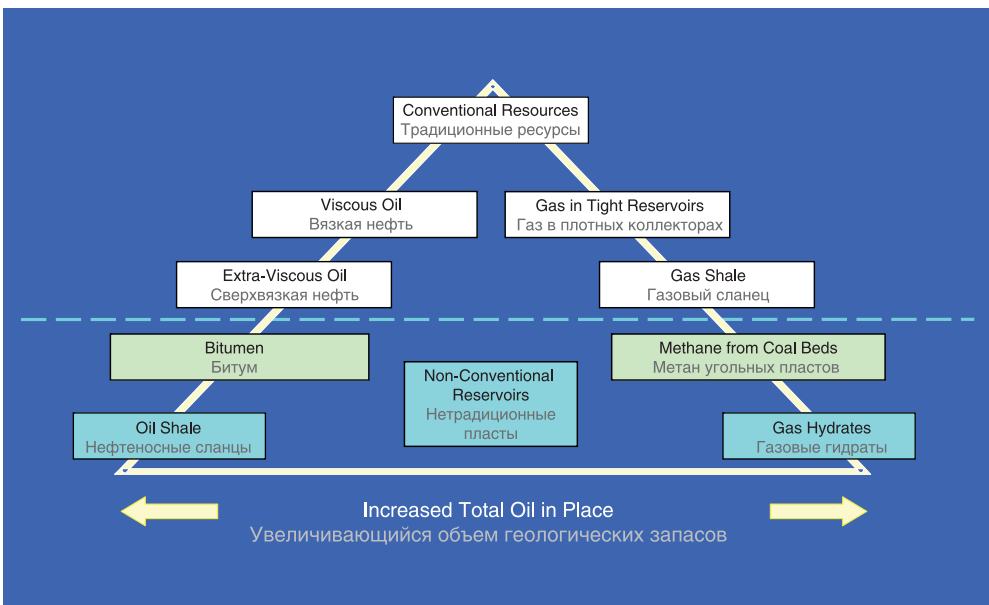 Conventional Resources
Традиционные ресурсы
Viscous Oil
Вязкая нефть
Gas in Tight Reservoirs
Газ в плотных коллекторах
Extra-Viscous Oil
Сверхвязкая нефть
Gas Shale
Газовый сланец
Bitumen
Битум
Methane from Coal Beds
Метан угольных пластов
Non-Conventional
Reservoirs
Нетрадиционные
пласты
Oil Shale
Нефтеносные сланцы
Gas Hydrates
Газовые гидраты
Increased Total Oil in Place
Увеличивающийся объем геологических запасов